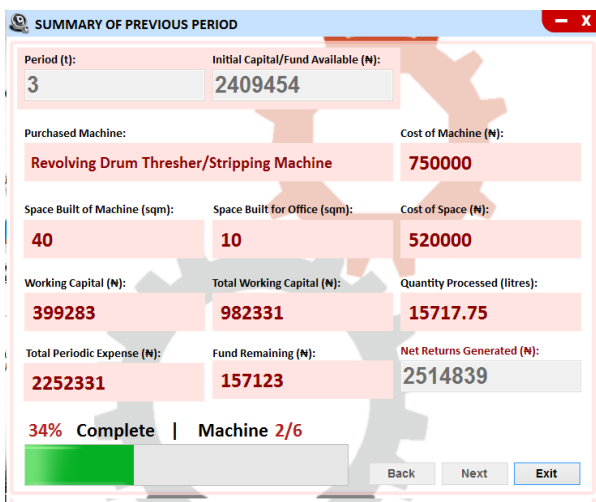 SUMMARY OF PREVIOUS PERIOD
X
Period (t): Initial Capital/Fund Available (₦):
3 2409454
Purchased Machine: Cost of Machine (₦):
Revolving Drum Thresher/Stripping Machine 750000
Space Built of Machine (sqm): Space Built for Office (sqm): Cost of Space (₦):
40 10 520000
Working Capital (₦): Total Working Capital (₦): Quantity Processed (litres):
399283 982331 15717.75
Total Periodic Expense (₦): Fund Remaining (₦): Net Returns Generated (₦):
2252331 157123 2514839
34% Complete | Machine 2/6
Back Next Exit